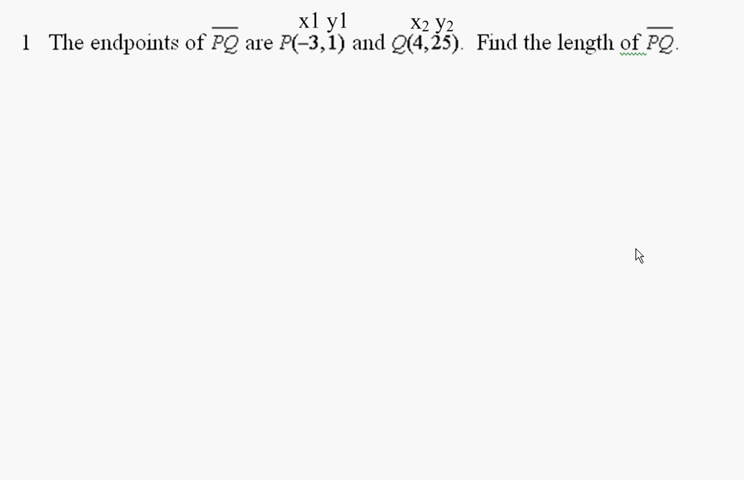 x1 y1 x2 y2
1 The endpoints of PQ are P(–3,1) and Q(4,25). Find the length of PQ.